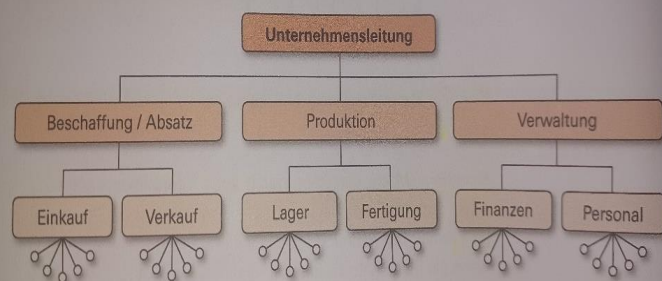 Unternehmensleitung
Beschaffung / Absatz
Produktion
Verwaltung
Einkauf
Verkauf
Lager
Fertigung
Finanzen
Personal